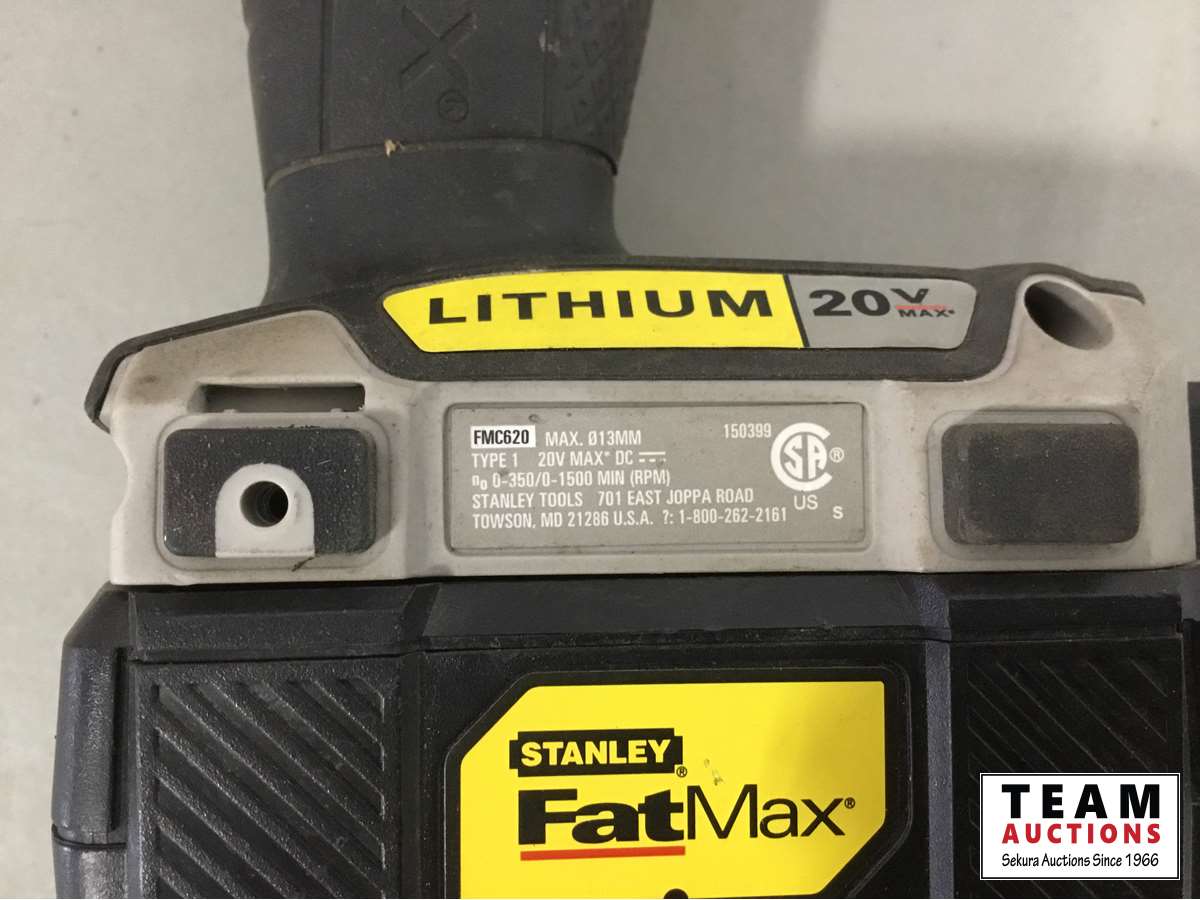 X®
LITHIUM 20V MAX*
FMC620 MAX. Ø13MM 150399
TYPE 1 20V MAX* DC ⎓
n₀ 0-350/0-1500 MIN (RPM)
STANLEY TOOLS 701 EAST JOPPA ROAD
TOWSON, MD 21286 U.S.A. ?: 1-800-262-2161
SA®
US
S
STANLEY®
FatMax®
TEAM
AUCTIONS
Sekura Auctions Since 1966